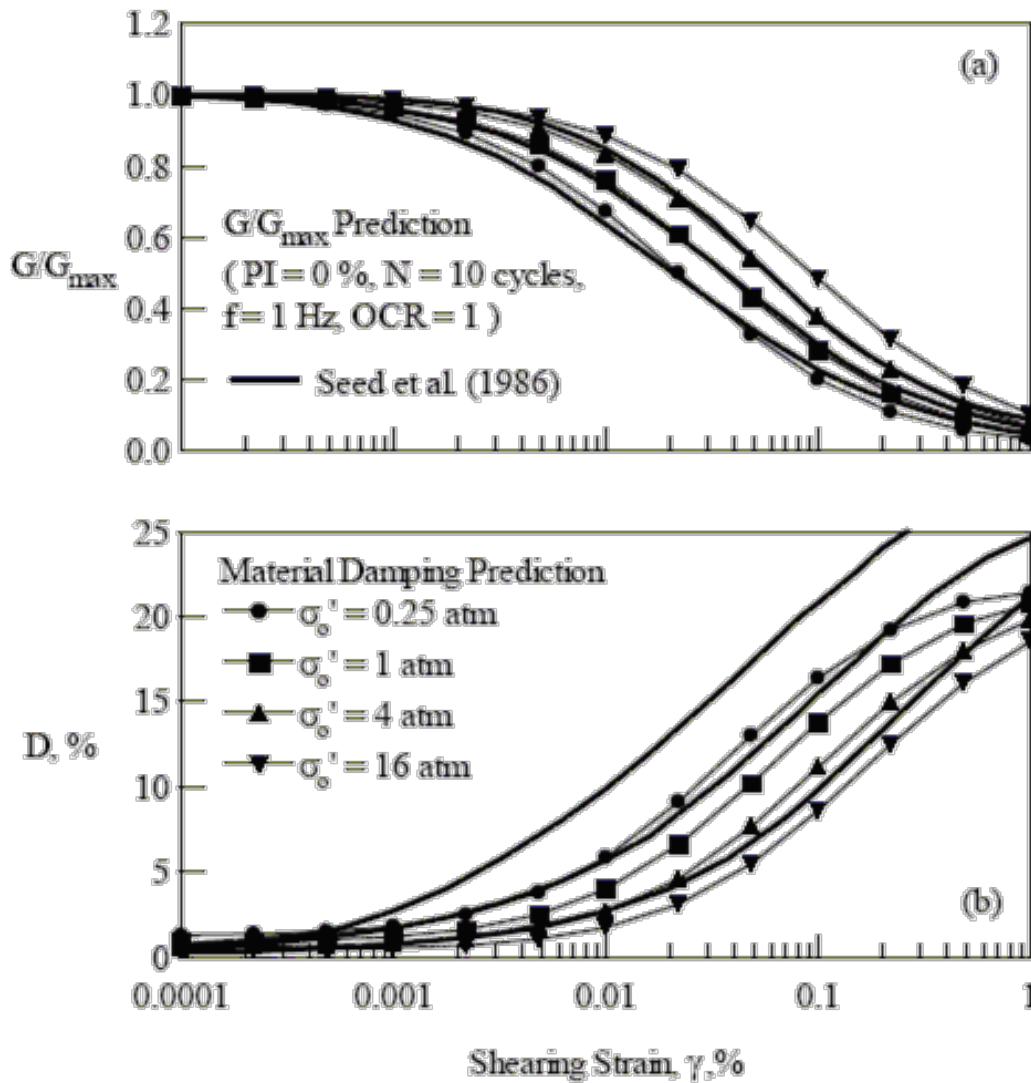 1.2
(a)
1.0
0.8
0.6
G/Gmax
0.4
0.2
0.0
G/Gmax Prediction
( PI = 0 %, N = 10 cycles,
f = 1 Hz, OCR = 1 )
Seed et al. (1986)
25
20
15
D, %
10
5
0
Material Damping Prediction
σo' = 0.25 atm
σo' = 1 atm
σo' = 4 atm
σo' = 16 atm
(b)
0.0001 0.001 0.01 0.1 1
Shearing Strain, γ, %